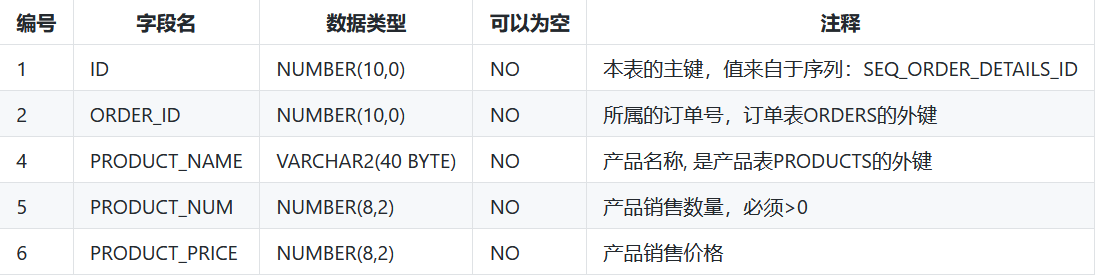 编号 字段名 数据类型 可以为空 注释
1 ID NUMBER(10,0) NO 本表的主键，值来自于序列：SEQ_ORDER_DETAILS_ID
2 ORDER_ID NUMBER(10,0) NO 所属的订单号，订单表ORDERS的外键
4 PRODUCT_NAME VARCHAR2(40 BYTE) NO 产品名称, 是产品表PRODUCTS的外键
5 PRODUCT_NUM NUMBER(8,2) NO 产品销售数量，必须>0
6 PRODUCT_PRICE NUMBER(8,2) NO 产品销售价格